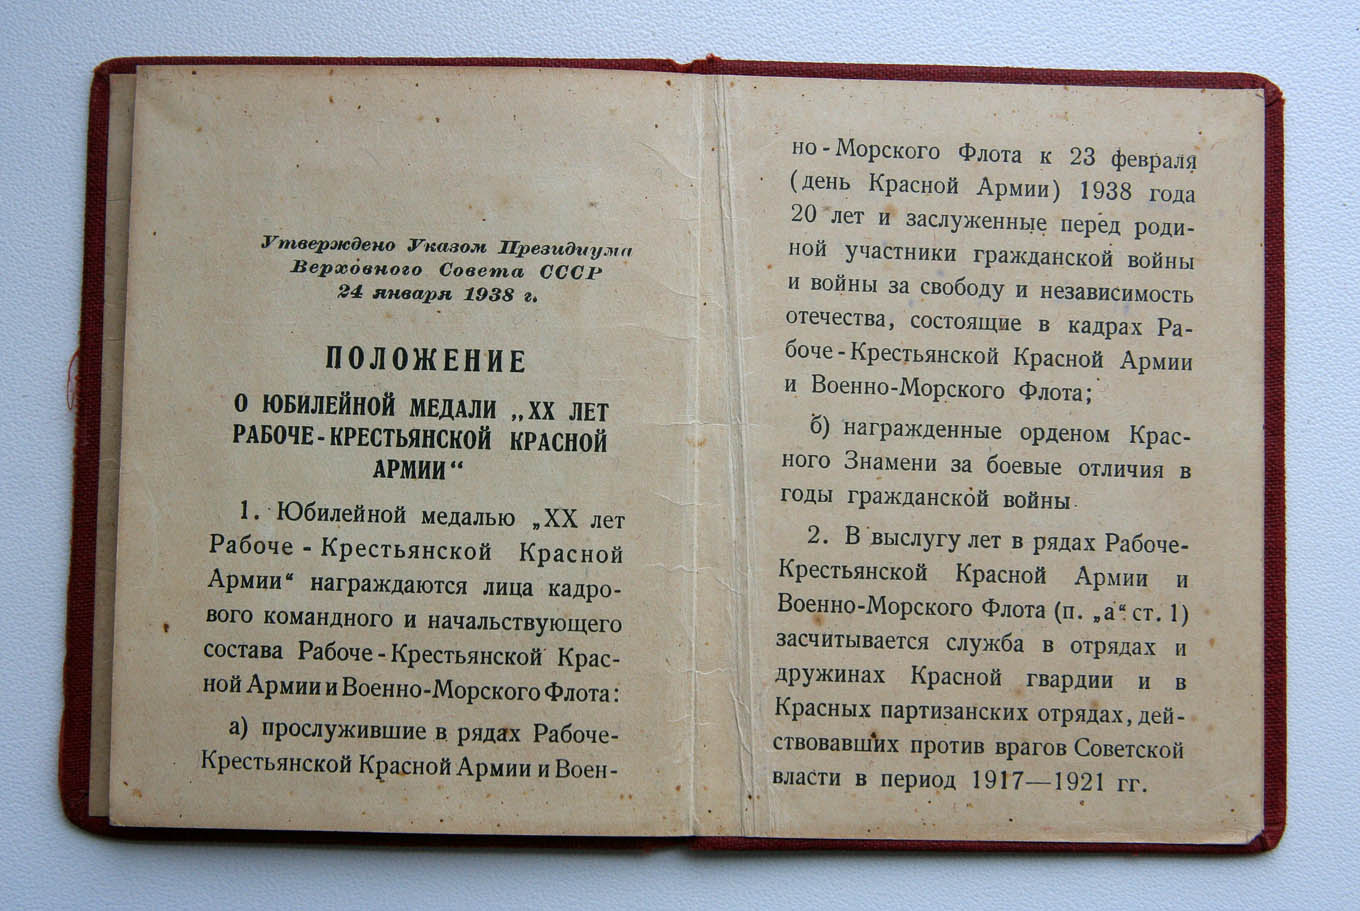 Утверждено Указом Президиума
Верховного Совета СССР
24 января 1938 г.
ПОЛОЖЕНИЕ
О ЮБИЛЕЙНОЙ МЕДАЛИ „XX ЛЕТ
РАБОЧЕ-КРЕСТЬЯНСКОЙ КРАСНОЙ
АРМИИ“
1. Юбилейной медалью „XX лет
Рабоче - Крестьянской Красной
Армии“ награждаются лица кадро-
вого командного и начальствующего
состава Рабоче - Крестьянской Крас-
ной Армии и Военно-Морского Флота:
а) прослужившие в рядах Рабоче-
Крестьянской Красной Армии и Воен-
но - Морского Флота к 23 февраля
(день Красной Армии) 1938 года
20 лет и заслуженные перед роди-
ной участники гражданской войны
и войны за свободу и независимость
отечества, состоящие в кадрах Ра-
боче - Крестьянской Красной Армии
и Военно-Морского Флота;
б) награжденные орденом Крас-
ного Знамени за боевые отличия в
годы гражданской войны.
2. В выслугу лет в рядах Рабоче-
Крестьянской Красной Армии и
Военно-Морского Флота (п. „а“ ст. 1)
засчитывается служба в отрядах и
дружинах Красной гвардии и в
Красных партизанских отрядах, дей-
ствовавших против врагов Советской
власти в период 1917—1921 гг.